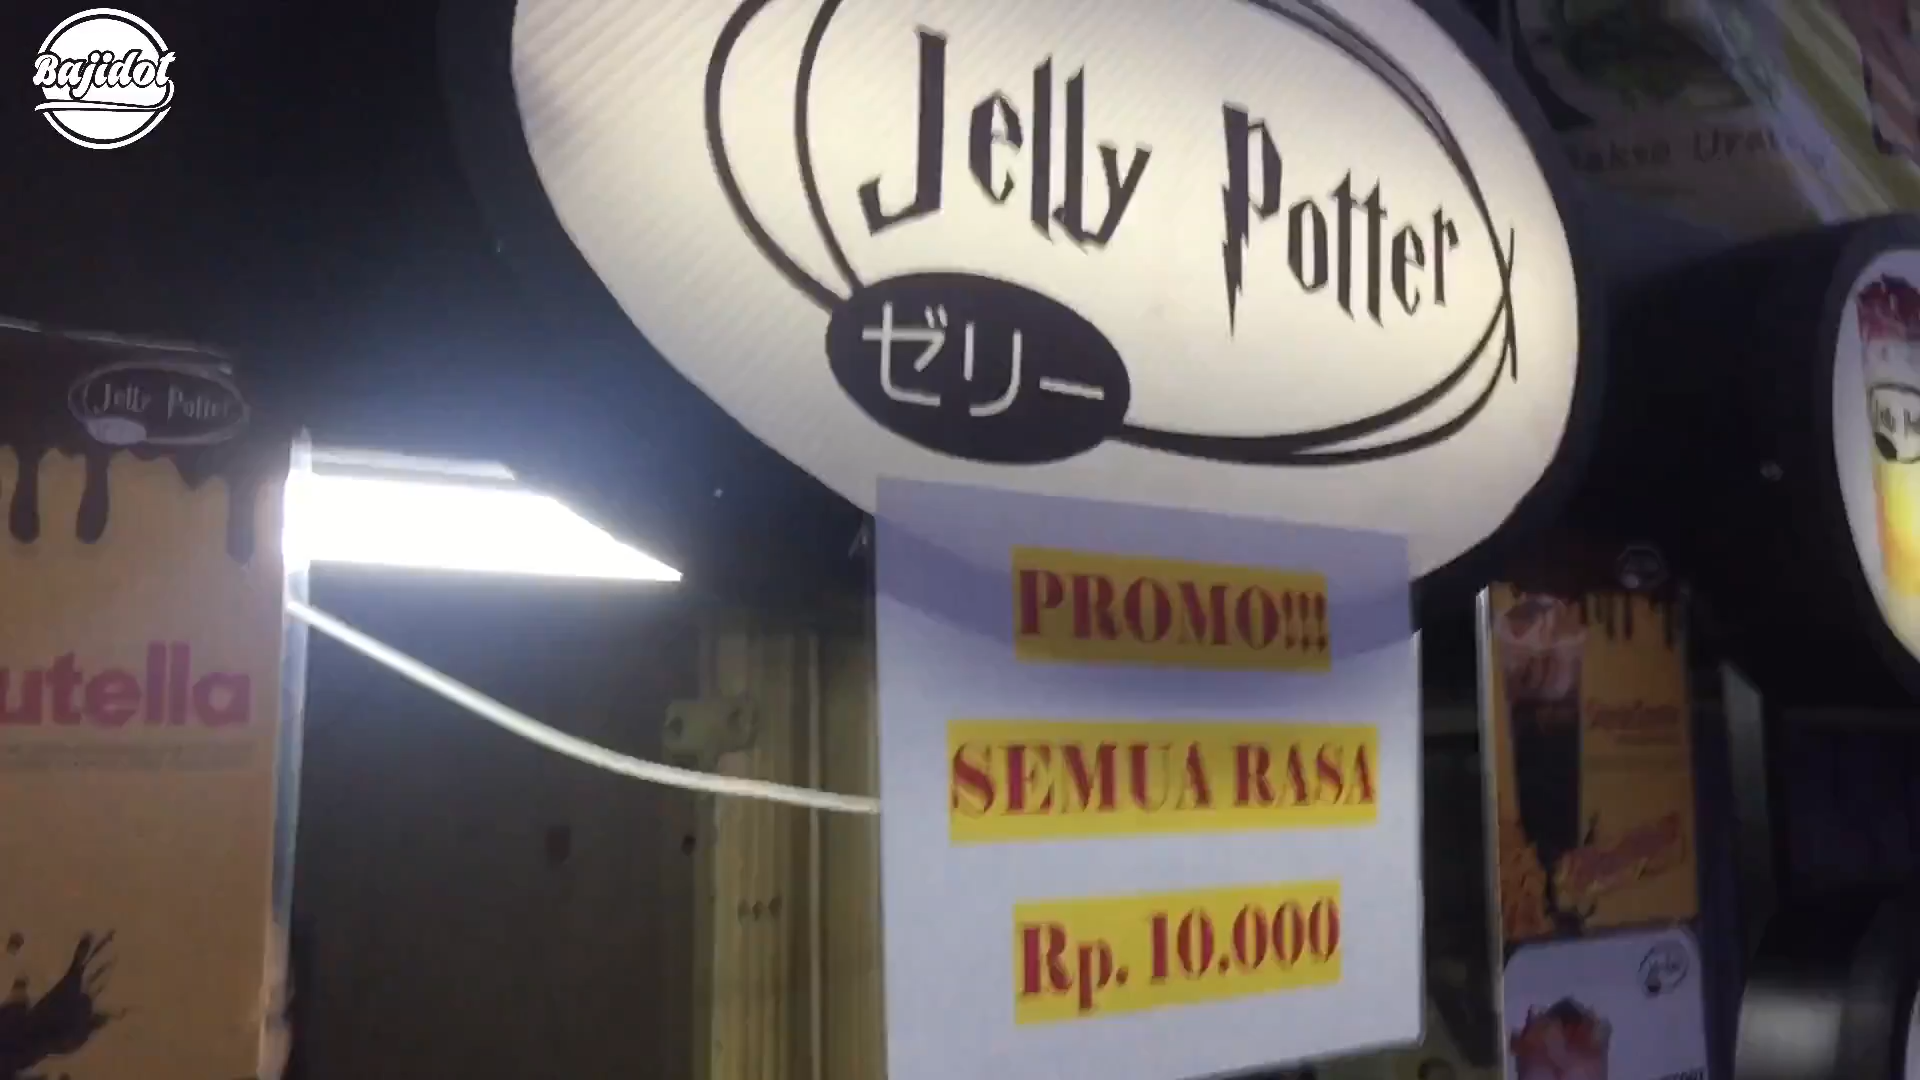 Bajidot
Jelly Potter
ゼリー
Jelly Potter
utella
PROMO!!!
SEMUA RASA
Rp. 10.000